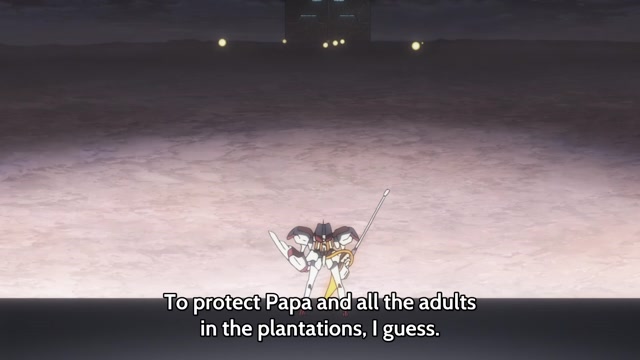 To protect Papa and all the adults
in the plantations, I guess.